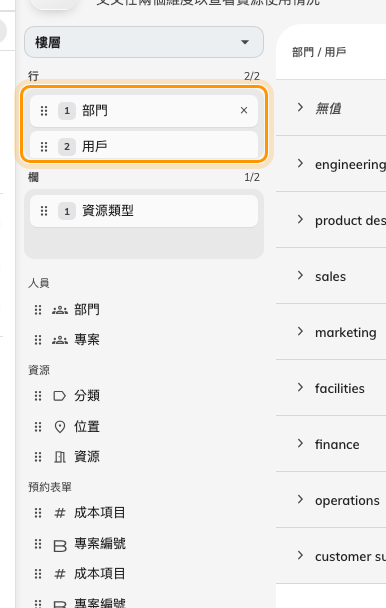 樓層
行 2/2
1 部門 ×
2 用戶
欄 1/2
1 資源類型
人員
部門
專案
資源
分類
位置
資源
預約表單
成本項目
專案編號
成本項目
專案編號
部門 / 用戶
無值
engineering
product des
sales
marketing
facilities
finance
operations
customer su